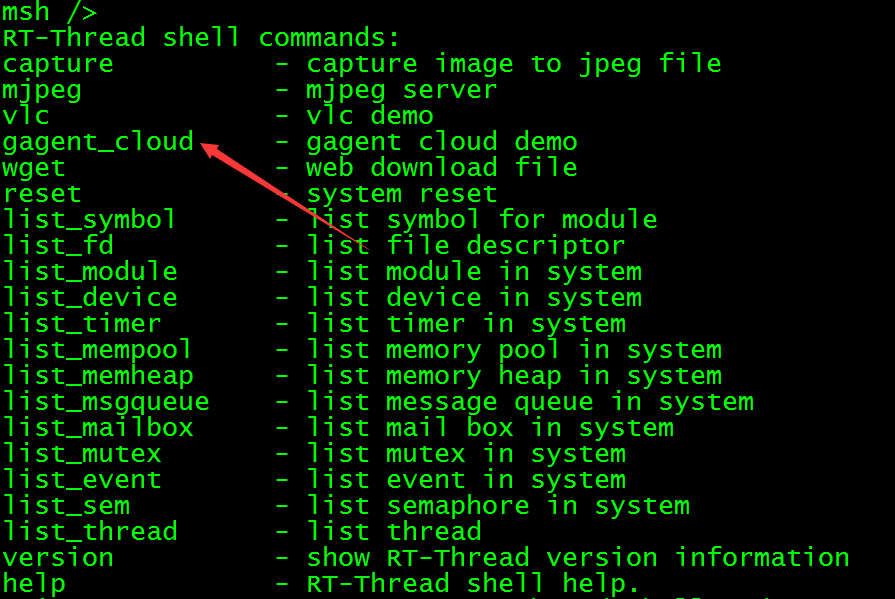 msh />
RT-Thread shell commands:
capture - capture image to jpeg file
mjpeg - mjpeg server
vlc - vlc demo
gagent_cloud - gagent cloud demo
wget - web download file
reset - system reset
list_symbol - list symbol for module
list_fd - list file descriptor
list_module - list module in system
list_device - list device in system
list_timer - list timer in system
list_mempool - list memory pool in system
list_memheap - list memory heap in system
list_msgqueue - list message queue in system
list_mailbox - list mail box in system
list_mutex - list mutex in system
list_event - list event in system
list_sem - list semaphore in system
list_thread - list thread
version - show RT-Thread version information
help - RT-Thread shell help.